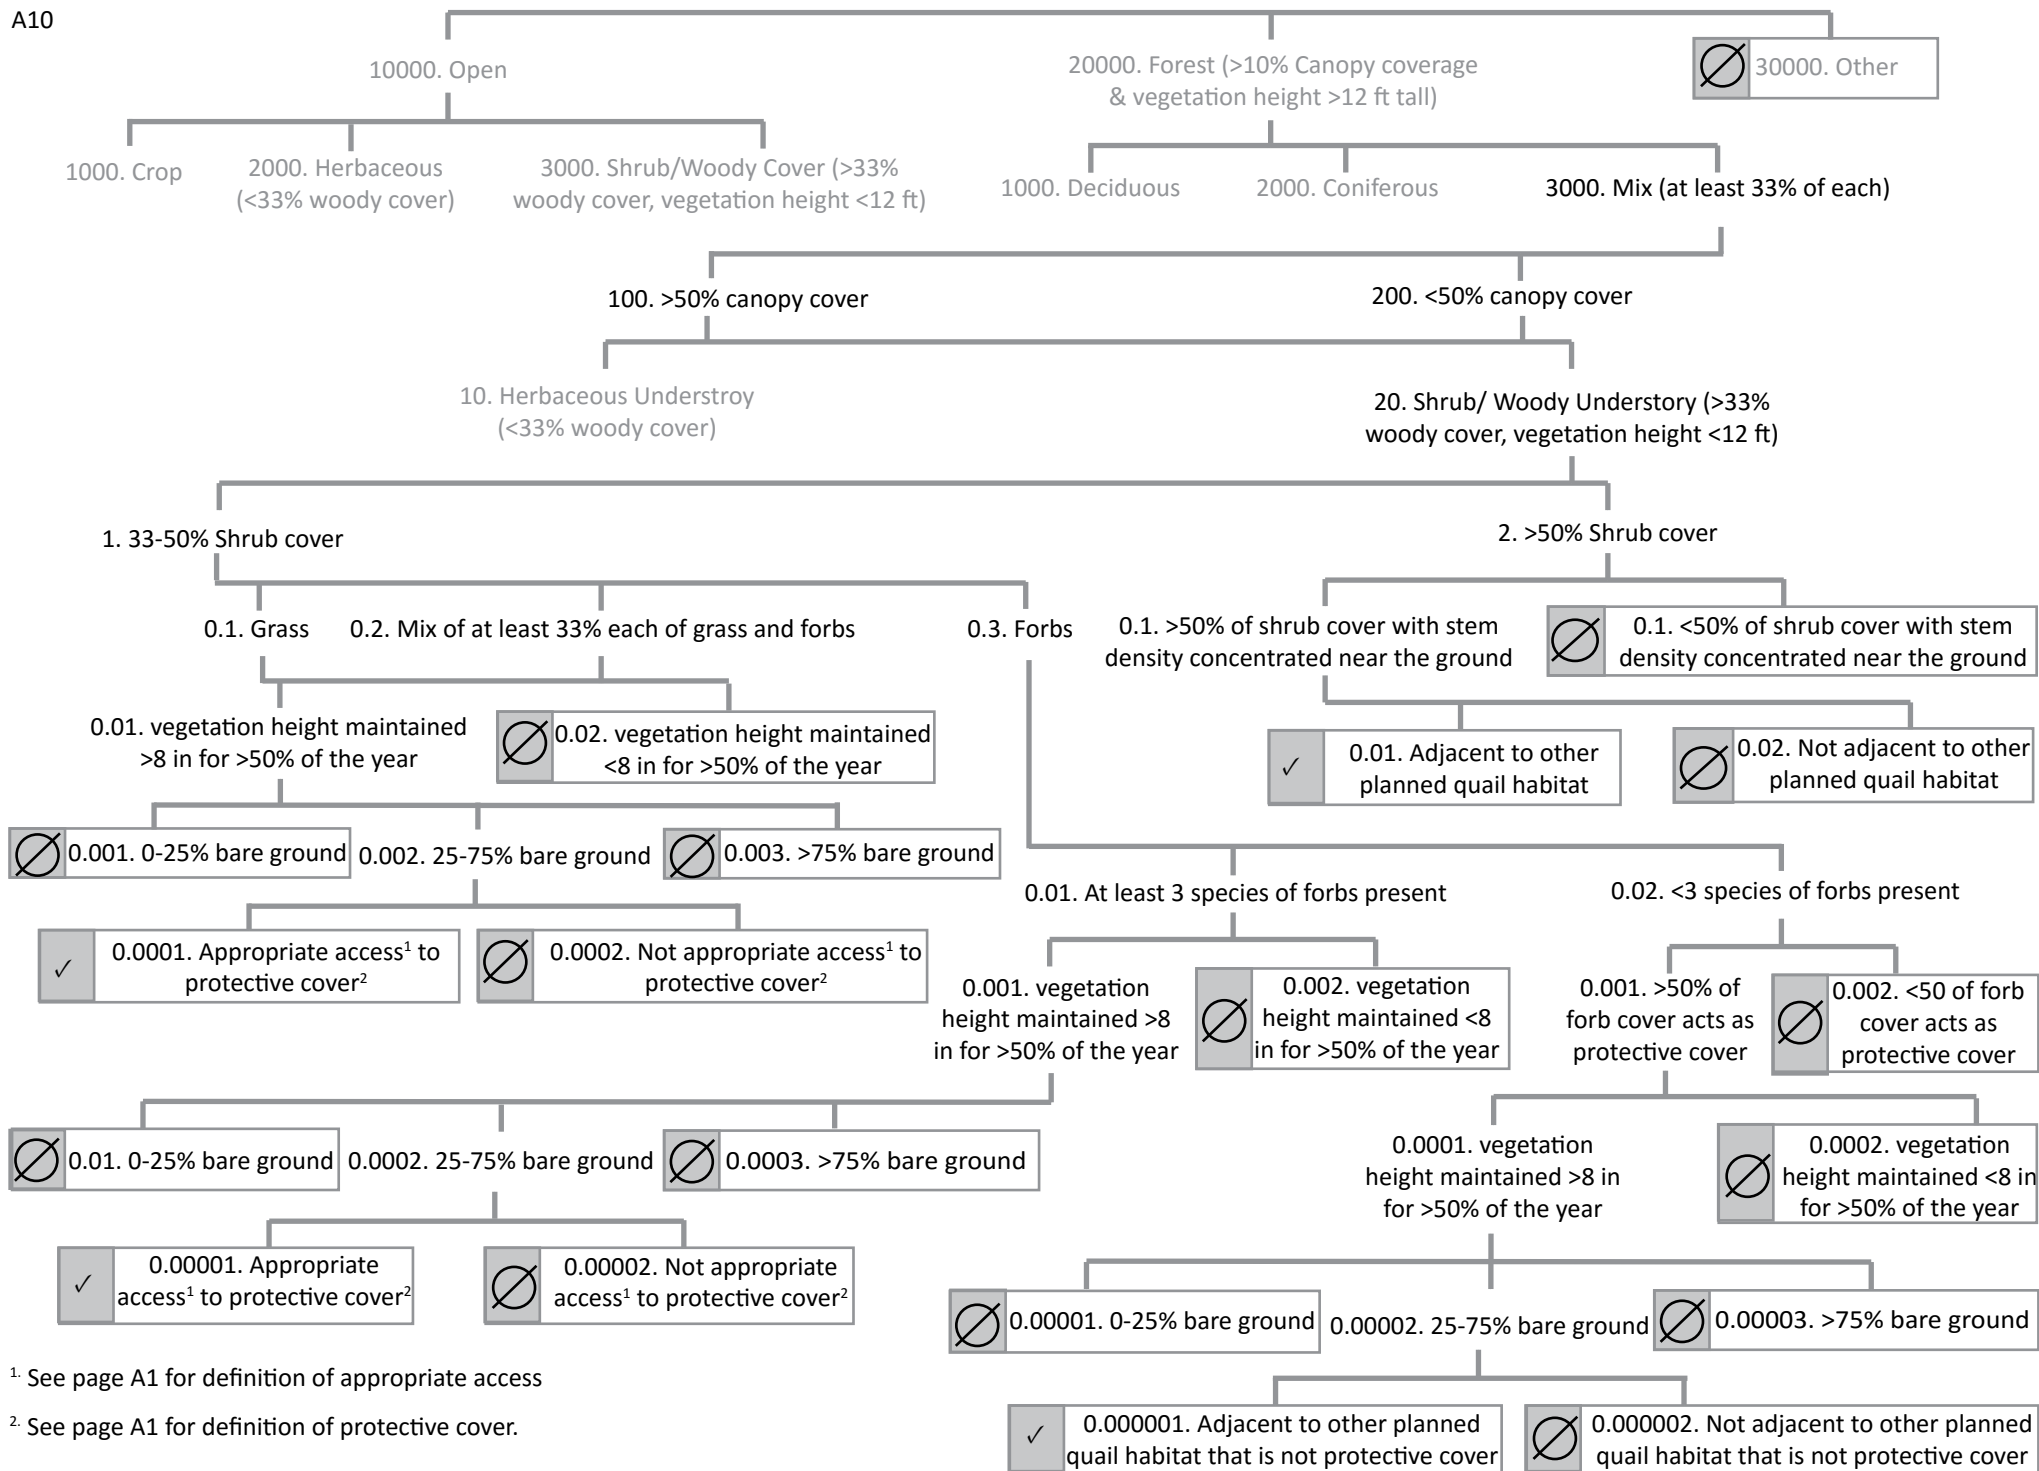 A10
10000. Open
20000. Forest (>10% Canopy coverage
& vegetation height >12 ft tall)
30000. Other
1000. Crop
2000. Herbaceous
(<33% woody cover)
3000. Shrub/Woody Cover (>33%
woody cover, vegetation height <12 ft)
1000. Deciduous
2000. Coniferous
3000. Mix (at least 33% of each)
100. >50% canopy cover
200. <50% canopy cover
10. Herbaceous Understroy
(<33% woody cover)
20. Shrub/ Woody Understory (>33%
woody cover, vegetation height <12 ft)
1. 33-50% Shrub cover
2. >50% Shrub cover
0.1. Grass
0.2. Mix of at least 33% each of grass and forbs
0.3. Forbs
0.1. >50% of shrub cover with stem
density concentrated near the ground
0.1. <50% of shrub cover with stem
density concentrated near the ground
0.01. vegetation height maintained
>8 in for >50% of the year
0.02. vegetation height maintained
<8 in for >50% of the year
✓
0.01. Adjacent to other
planned quail habitat
0.02. Not adjacent to other
planned quail habitat
0.001. 0-25% bare ground
0.002. 25-75% bare ground
0.003. >75% bare ground
0.01. At least 3 species of forbs present
0.02. <3 species of forbs present
✓
0.0001. Appropriate access¹ to
protective cover²
0.0002. Not appropriate access¹ to
protective cover²
0.001. vegetation
height maintained >8
in for >50% of the year
0.002. vegetation
height maintained <8
in for >50% of the year
0.001. >50% of
forb cover acts as
protective cover
0.002. <50 of forb
cover acts as
protective cover
0.01. 0-25% bare ground
0.0002. 25-75% bare ground
0.0003. >75% bare ground
0.0001. vegetation
height maintained >8 in
for >50% of the year
0.0002. vegetation
height maintained <8 in
for >50% of the year
✓
0.00001. Appropriate
access¹ to protective cover²
0.00002. Not appropriate
access¹ to protective cover²
0.00001. 0-25% bare ground
0.00002. 25-75% bare ground
0.00003. >75% bare ground
✓
0.000001. Adjacent to other planned
quail habitat that is not protective cover
0.000002. Not adjacent to other planned
quail habitat that is not protective cover
1. See page A1 for definition of appropriate access
2. See page A1 for definition of protective cover.